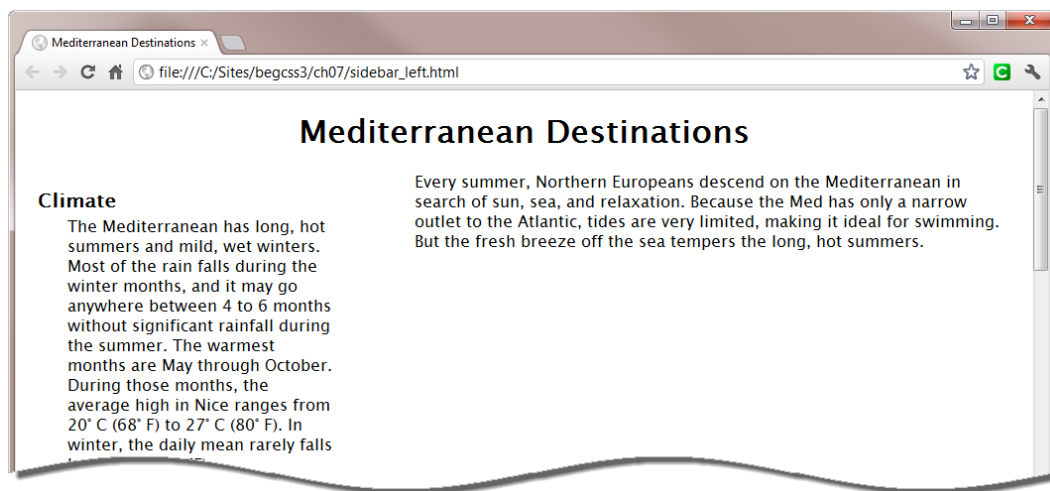 Mediterranean Destinations
file:///C:/Sites/begcss3/ch07/sidebar_left.html
Mediterranean Destinations
Climate
The Mediterranean has long, hot
summers and mild, wet winters.
Most of the rain falls during the
winter months, and it may go
anywhere between 4 to 6 months
without significant rainfall during
the summer. The warmest
months are May through October.
During those months, the
average high in Nice ranges from
20° C (68° F) to 27° C (80° F). In
winter, the daily mean rarely falls
Every summer, Northern Europeans descend on the Mediterranean in
search of sun, sea, and relaxation. Because the Med has only a narrow
outlet to the Atlantic, tides are very limited, making it ideal for swimming.
But the fresh breeze off the sea tempers the long, hot summers.